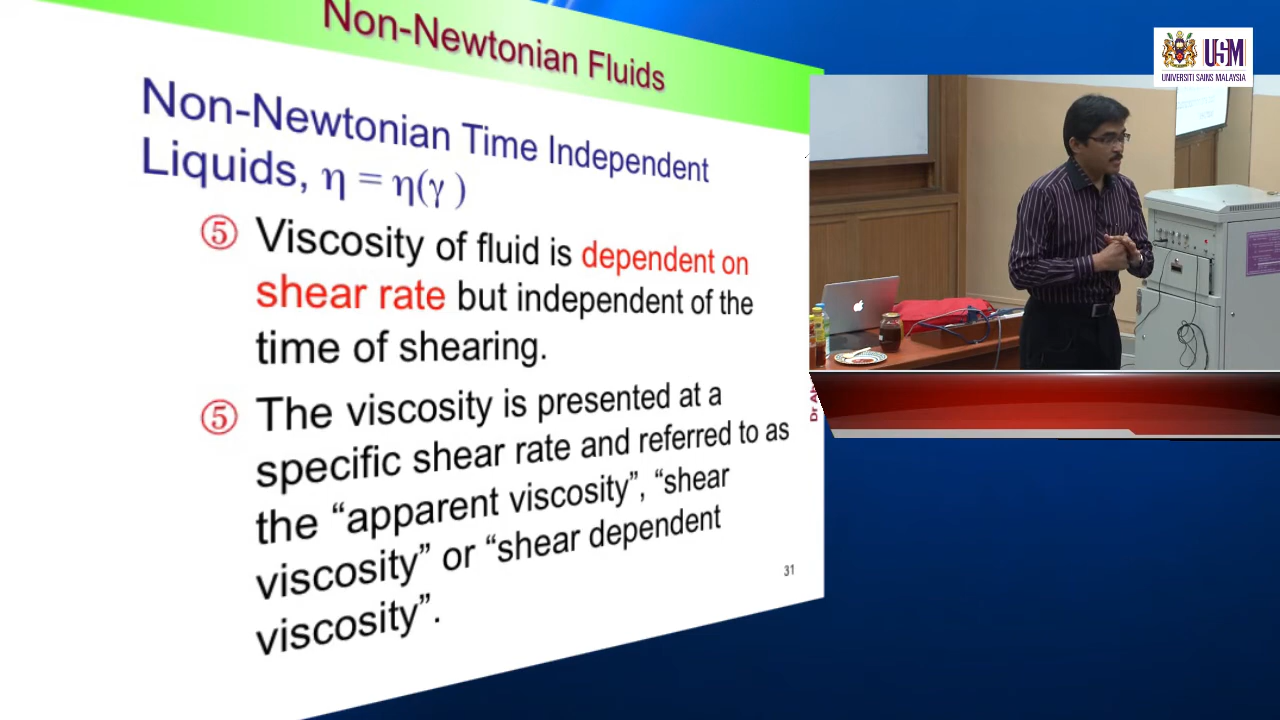 Non-Newtonian Fluids
Non-Newtonian Time Independent
Liquids, η = η(γ )
⑤ Viscosity of fluid is dependent on
shear rate but independent of the
time of shearing.
⑤ The viscosity is presented at a
specific shear rate and referred to as
the “apparent viscosity”, “shear
viscosity” or “shear dependent
viscosity”.
31
USM
UNIVERSITI SAINS MALAYSIA